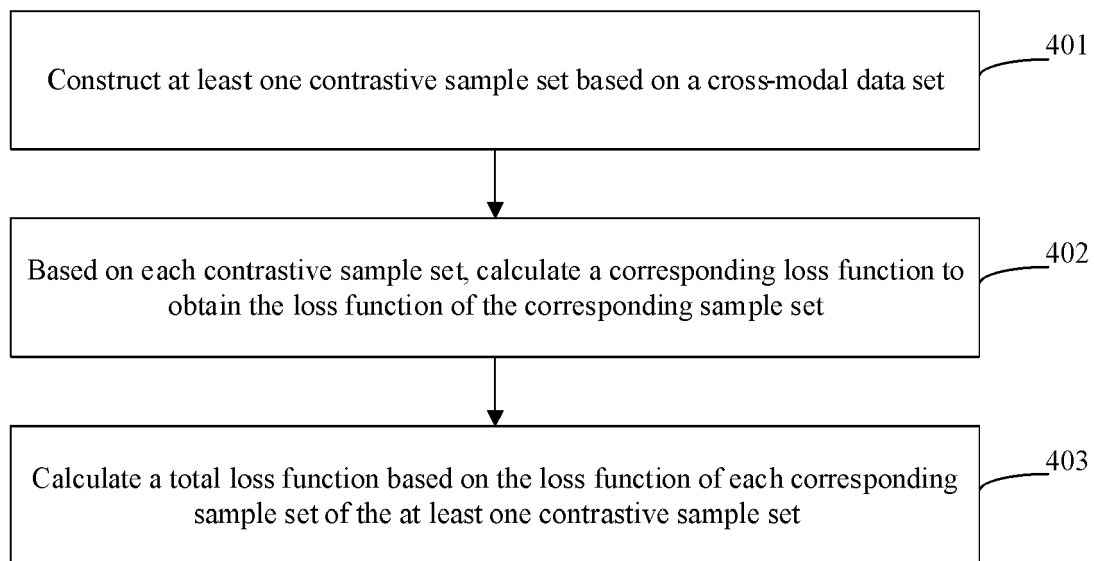 401
Construct at least one contrastive sample set based on a cross-modal data set
402
Based on each contrastive sample set, calculate a corresponding loss function to
obtain the loss function of the corresponding sample set
403
Calculate a total loss function based on the loss function of each corresponding
sample set of the at least one contrastive sample set